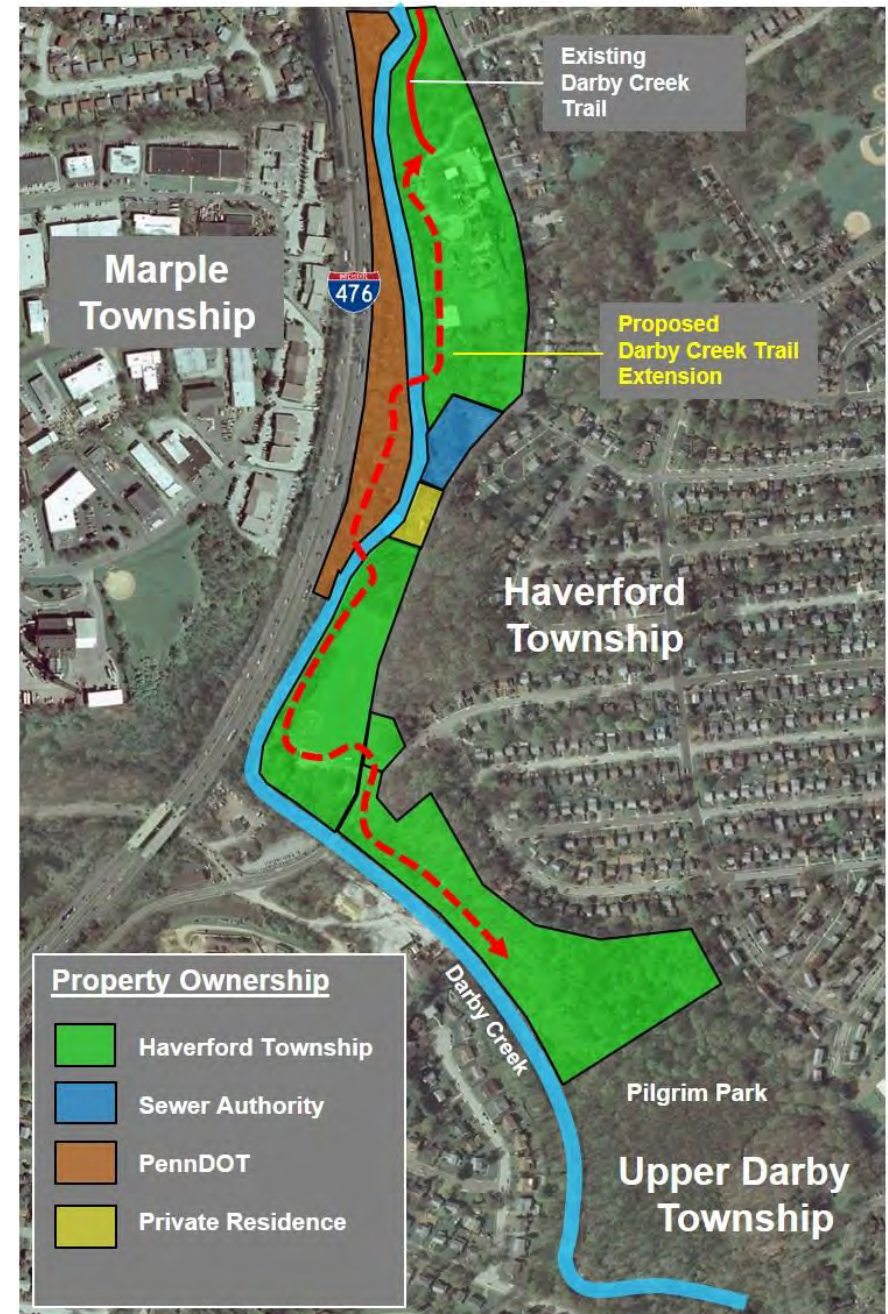 Existing
Darby Creek
Trail
Marple
Township
476
Proposed
Darby Creek Trail
Extension
Haverford
Township
Property Ownership
Haverford Township
Sewer Authority
PennDOT
Private Residence
Darby Creek
Pilgrim Park
Upper Darby
Township